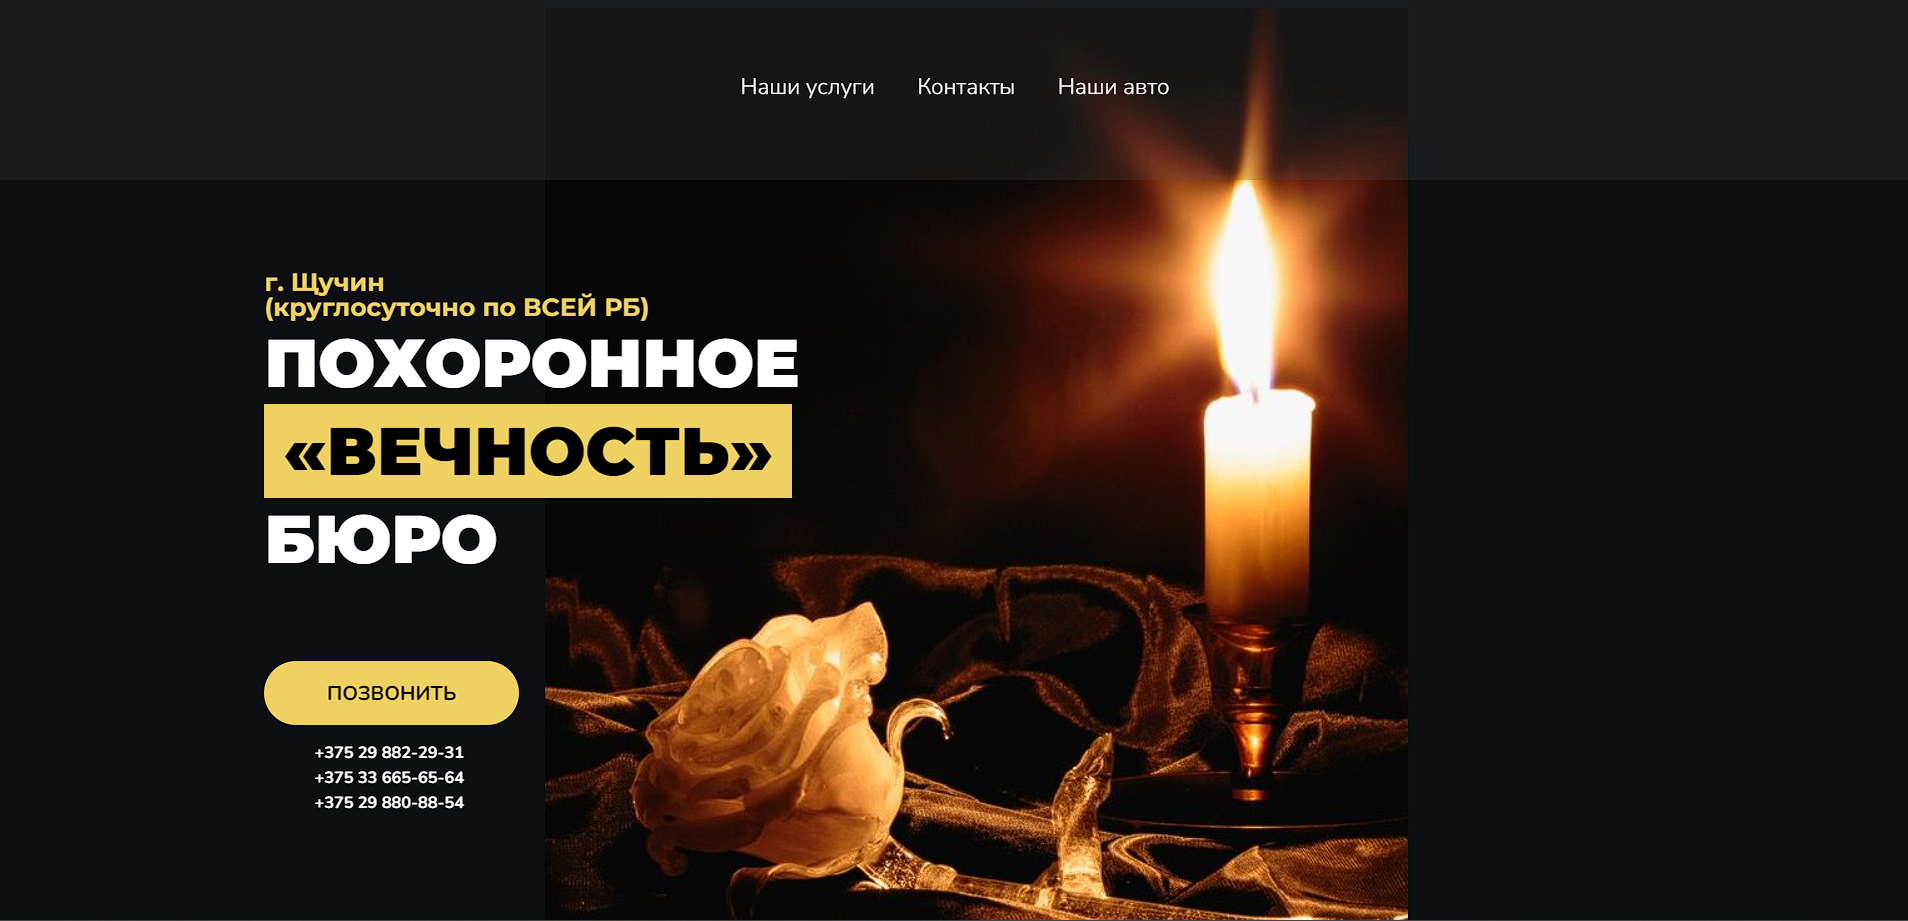 Наши услуги Контакты Наши авто
г. Щучин
(круглосуточно по ВСЕЙ РБ)
ПОХОРОННОЕ
«ВЕЧНОСТЬ»
БЮРО
ПОЗВОНИТЬ
+375 29 882-29-31
+375 33 665-65-64
+375 29 880-88-54